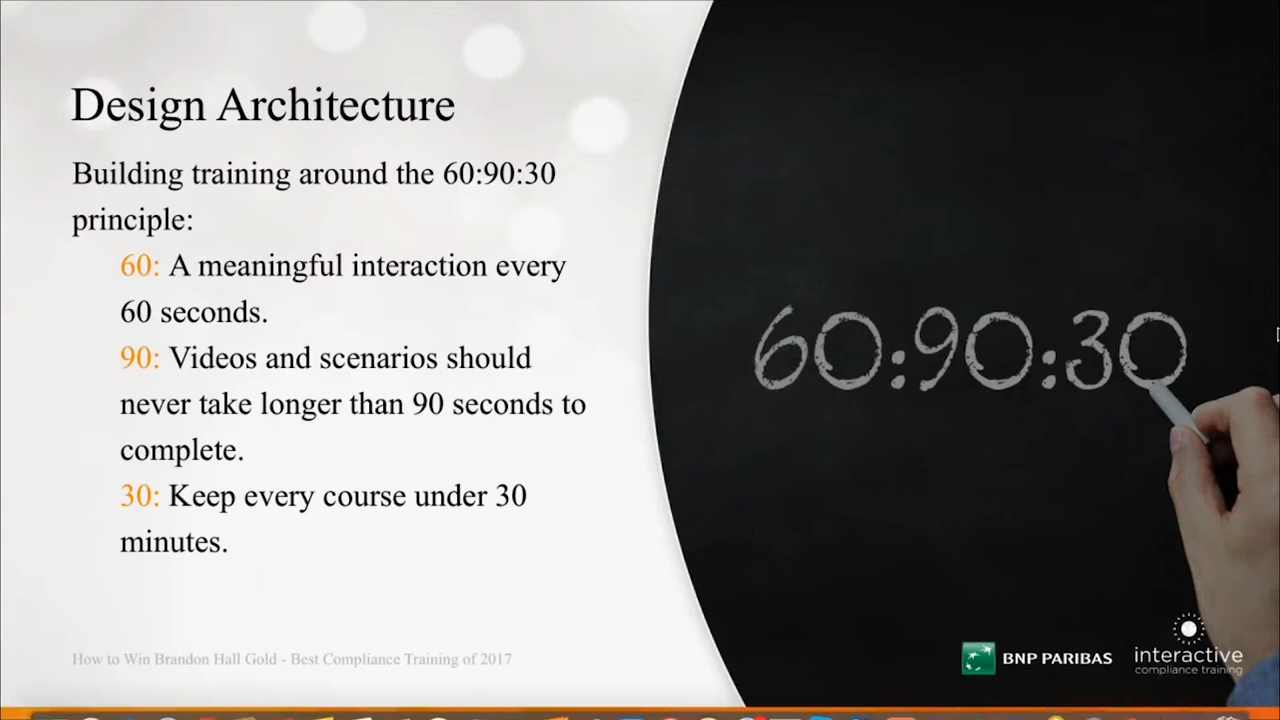 Design Architecture
Building training around the 60:90:30
principle:
60: A meaningful interaction every
60 seconds.
90: Videos and scenarios should
never take longer than 90 seconds to
complete.
30: Keep every course under 30
minutes.
60:90:30
How to Win Brandon Hall Gold - Best Compliance Training of 2017
BNP PARIBAS
interactive
compliance training